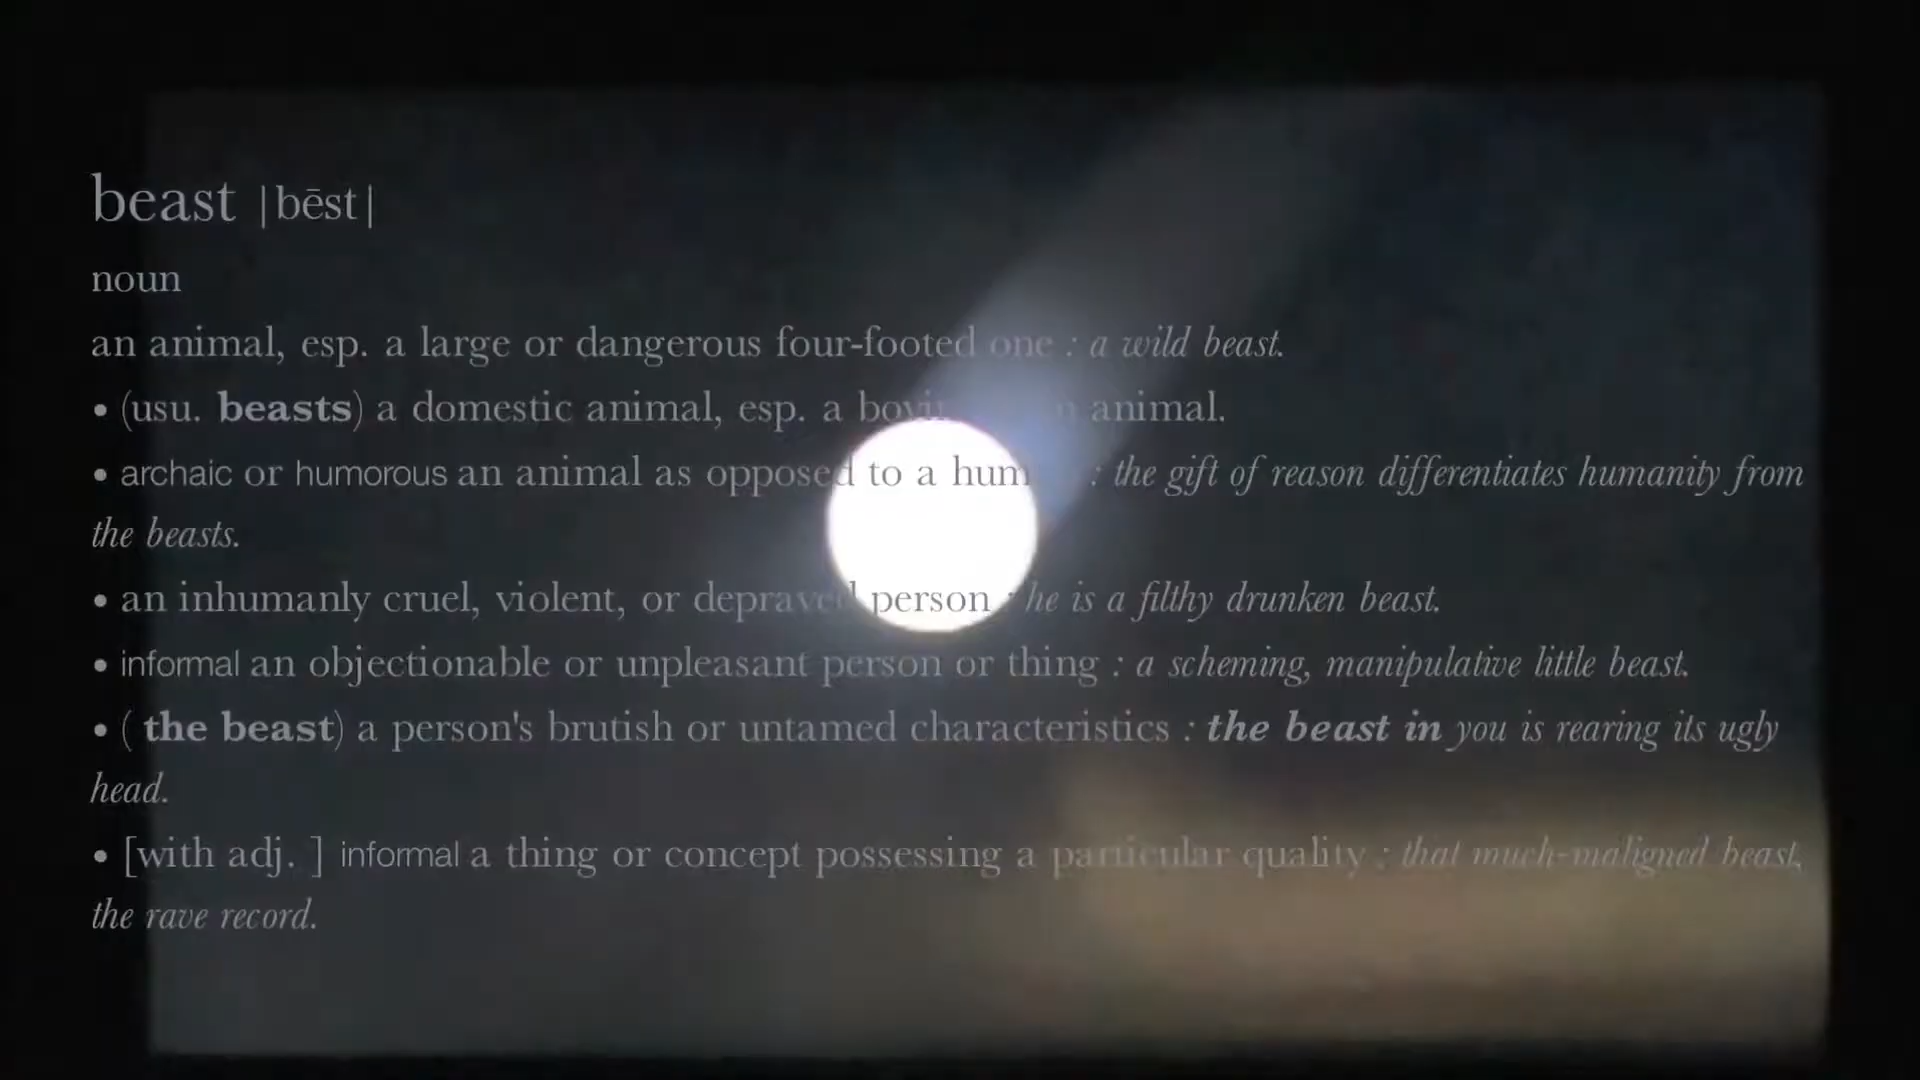 beast |bēst|
noun
an animal, esp. a large or dangerous four-footed one : a wild beast.
• (usu. beasts) a domestic animal, esp. a animal.
• archaic or humorous an animal as opposed to a : the gift of reason differentiates humanity from
the beasts.
• an inhumanly cruel, violent, or depraved person : he is a filthy drunken beast.
• informal an objectionable or unpleasant person or thing : a scheming, manipulative little beast.
• ( the beast) a person's brutish or untamed characteristics : the beast in you is rearing its ugly
head.
• [with adj. ] informal a thing or concept possessing a particular quality : that much-maligned beast,
the rave record.